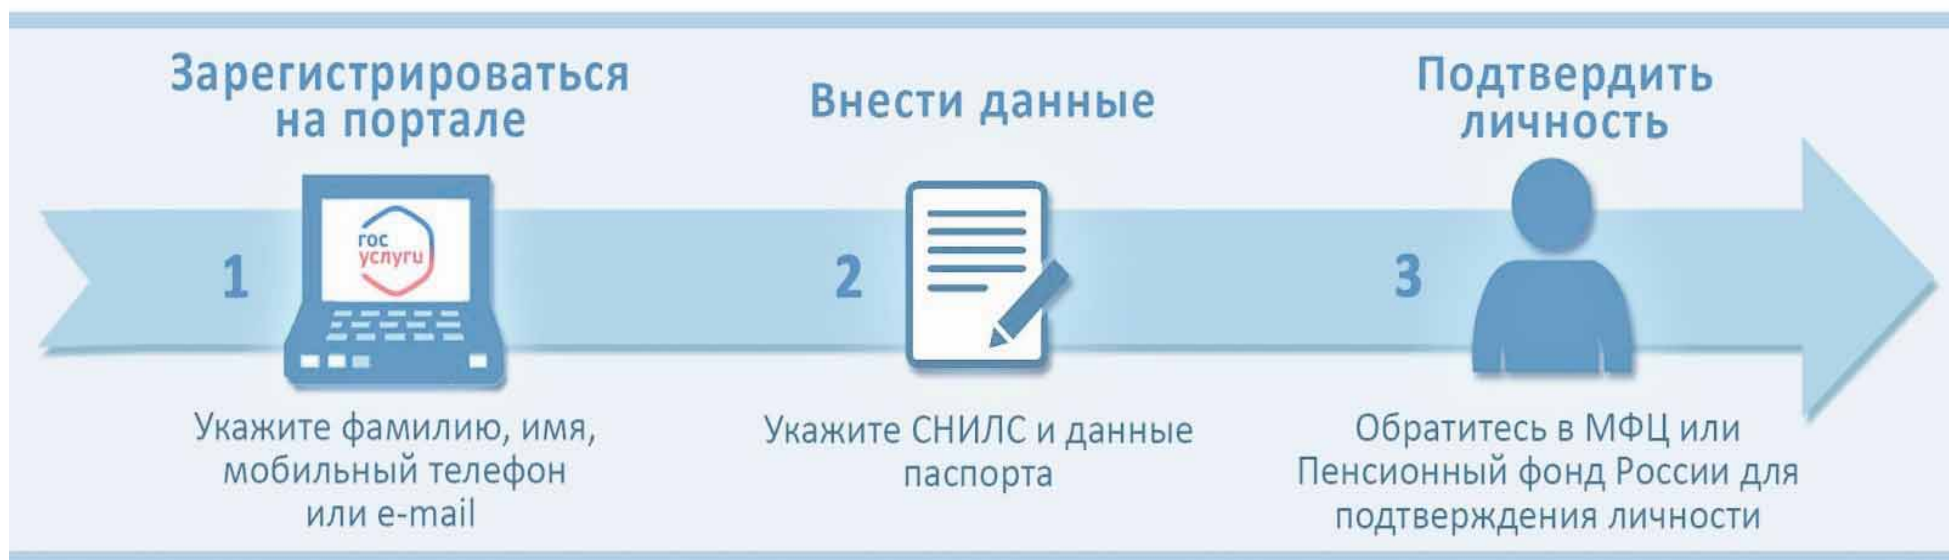 Зарегистрироваться
на портале
1
гос
услуги
Укажите фамилию, имя,
мобильный телефон
или e-mail
Внести данные
2
Укажите СНИЛС и данные
паспорта
Подтвердить
личность
3
Обратитесь в МФЦ или
Пенсионный фонд России для
подтверждения личности